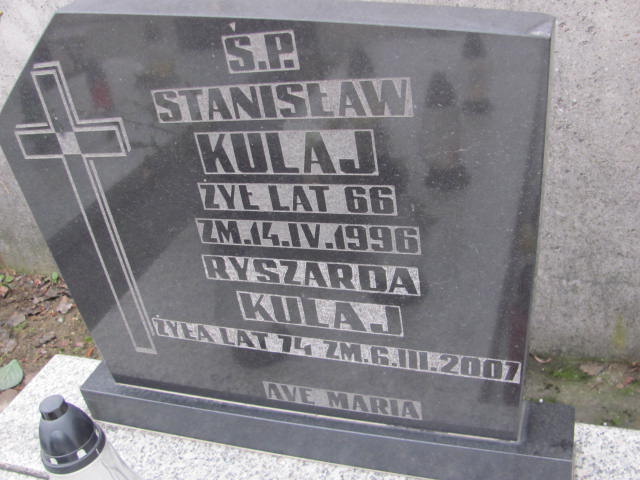 Ś.P.
STANISŁAW
KULAJ
ŻYŁ LAT 66
ZM.14.IV.1996
RYSZARDA
KULAJ
ŻYŁA LAT 74 ZM.6.III.2007
AVE MARIA